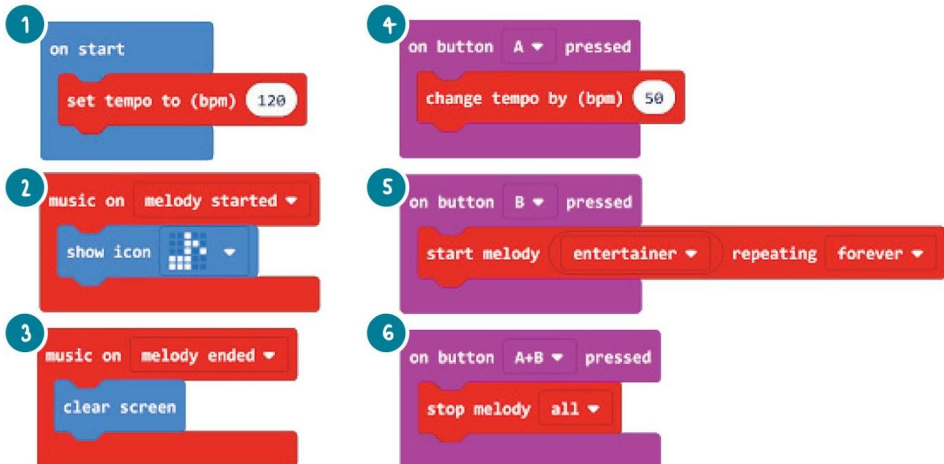 1
on start
set tempo to (bpm) 120
2
music on melody started
show icon
3
music on melody ended
clear screen
4
on button A pressed
change tempo by (bpm) 50
5
on button B pressed
start melody entertainer repeating forever
6
on button A+B pressed
stop melody all